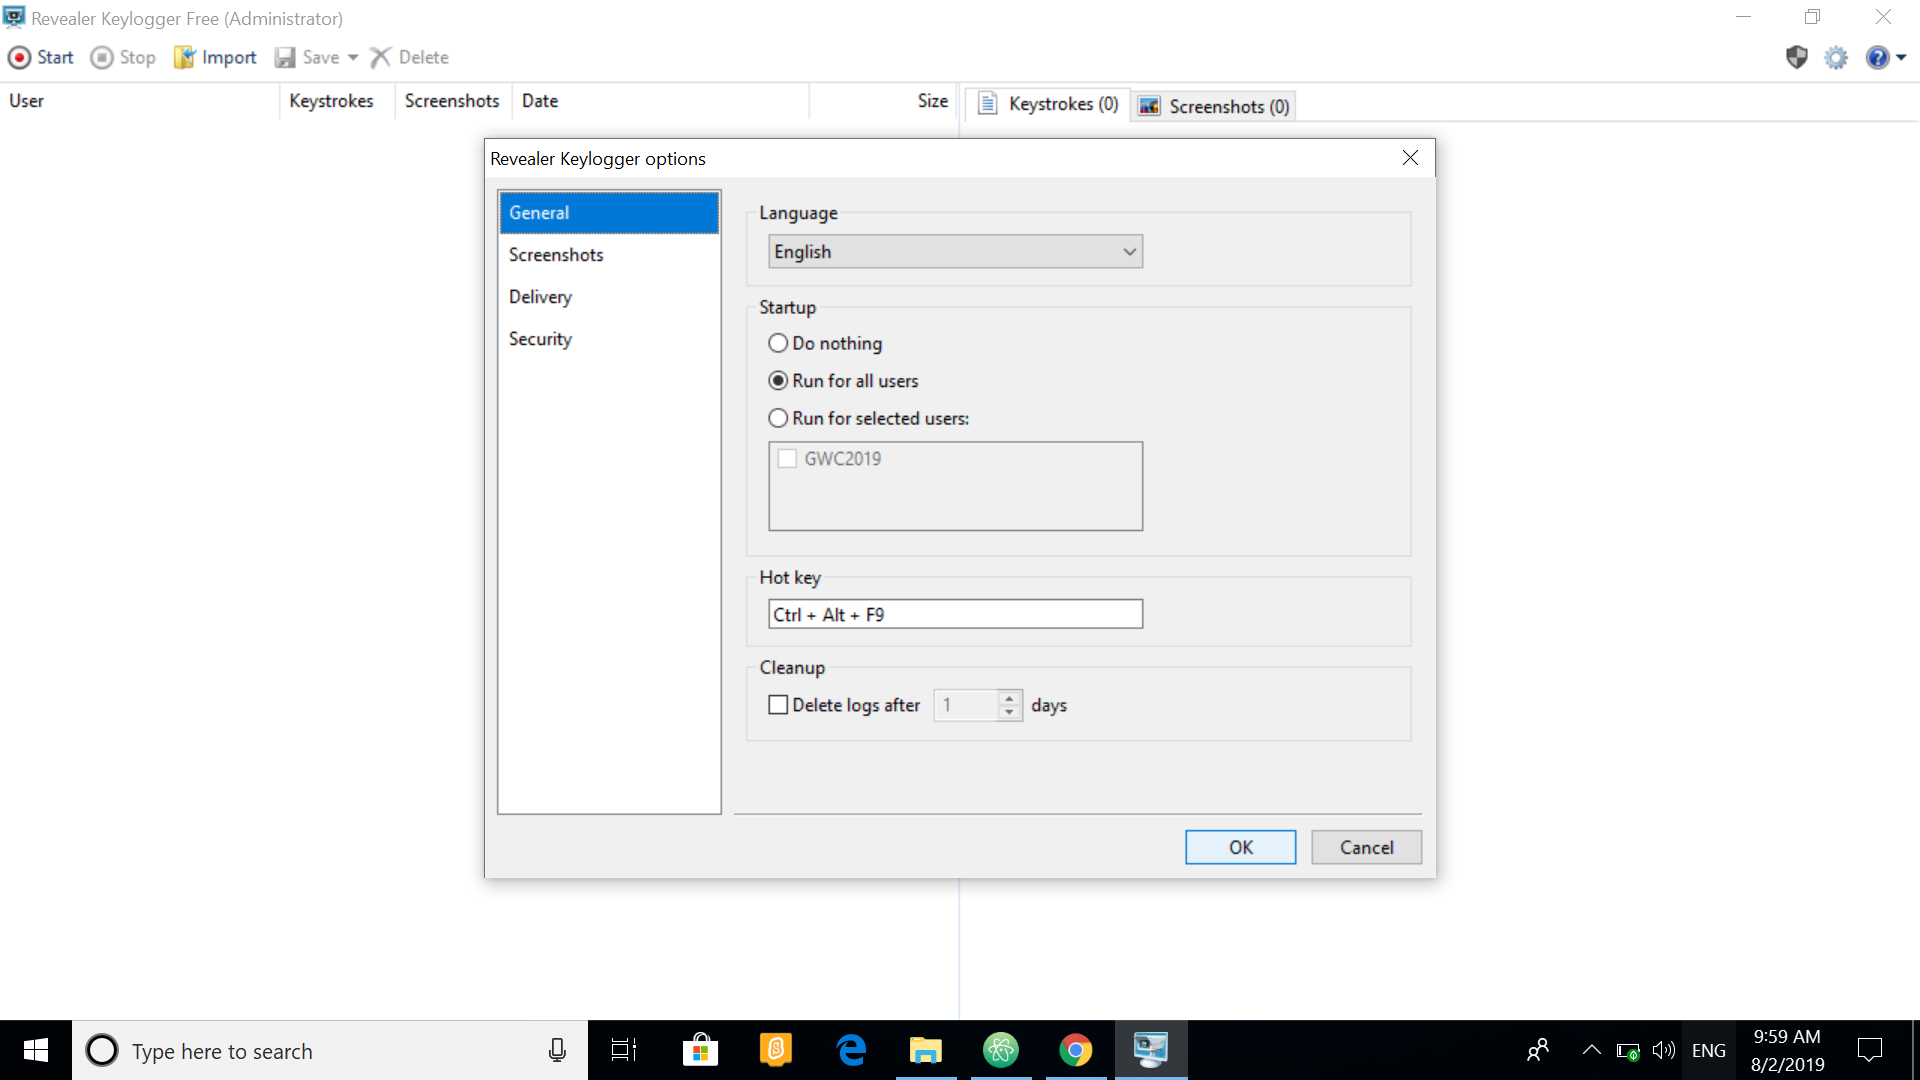 Revealer Keylogger Free (Administrator)
Start Stop Import Save Delete
User Keystrokes Screenshots Date Size Keystrokes (0) Screenshots (0)
Revealer Keylogger options
General
Screenshots
Delivery
Security
Language
English
Startup
Do nothing
Run for all users
Run for selected users:
GWC2019
Hot key
Ctrl + Alt + F9
Cleanup
Delete logs after 1 days
OK Cancel
Type here to search
ENG
9:59 AM
8/2/2019